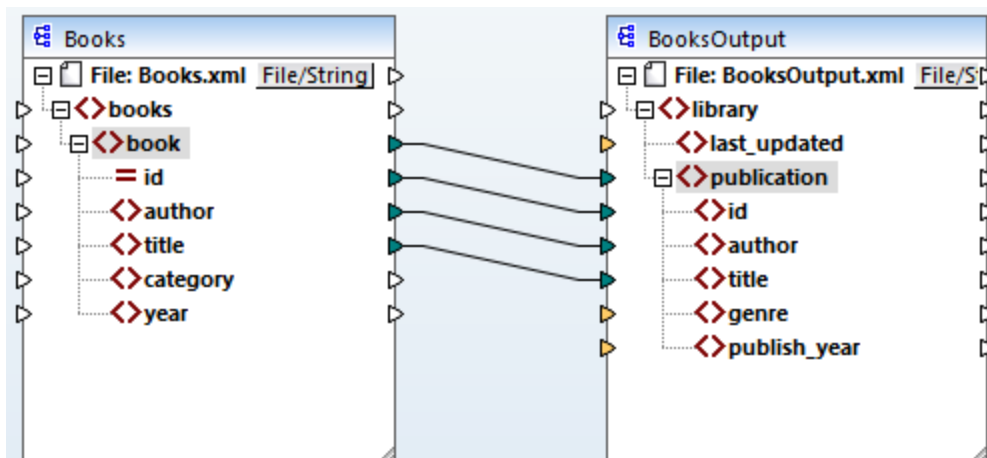 Books
File: Books.xml File/String
books
book
id
author
title
category
year
BooksOutput
File: BooksOutput.xml File/S
library
last_updated
publication
id
author
title
genre
publish_year